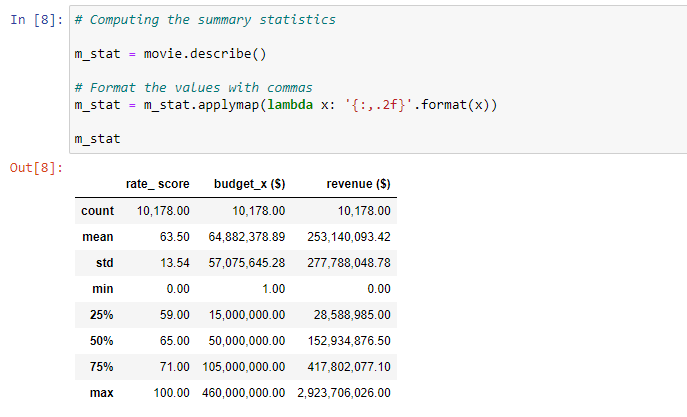 In [8]: # Computing the summary statistics
m_stat = movie.describe()
# Format the values with commas
m_stat = m_stat.applymap(lambda x: '{:,.2f}'.format(x))
m_stat
Out[8]:
rate_ score budget_x ($) revenue ($)
count 10,178.00 10,178.00 10,178.00
mean 63.50 64,882,378.89 253,140,093.42
std 13.54 57,075,645.28 277,788,048.78
min 0.00 1.00 0.00
25% 59.00 15,000,000.00 28,588,985.00
50% 65.00 50,000,000.00 152,934,876.50
75% 71.00 105,000,000.00 417,802,077.10
max 100.00 460,000,000.00 2,923,706,026.00